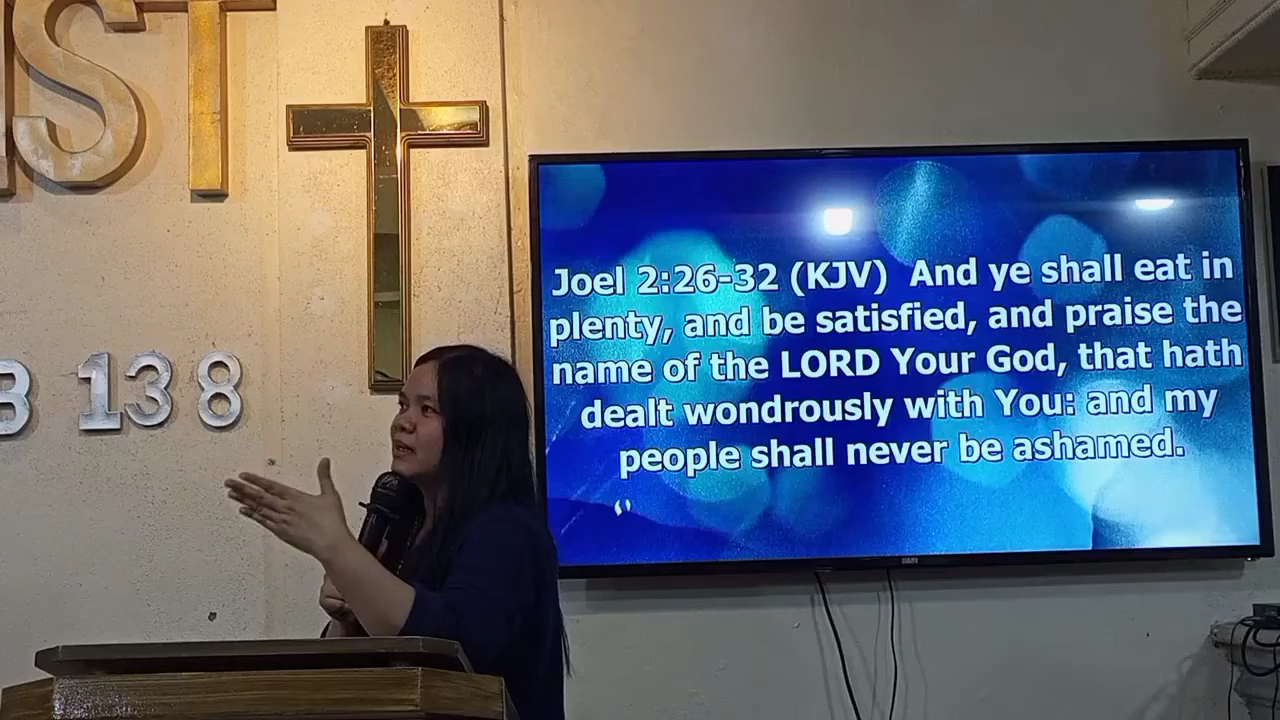 IST
B 138
Joel 2:26-32 (KJV) And ye shall eat in
plenty, and be satisfied, and praise the
name of the LORD Your God, that hath
dealt wondrously with You: and my
people shall never be ashamed.